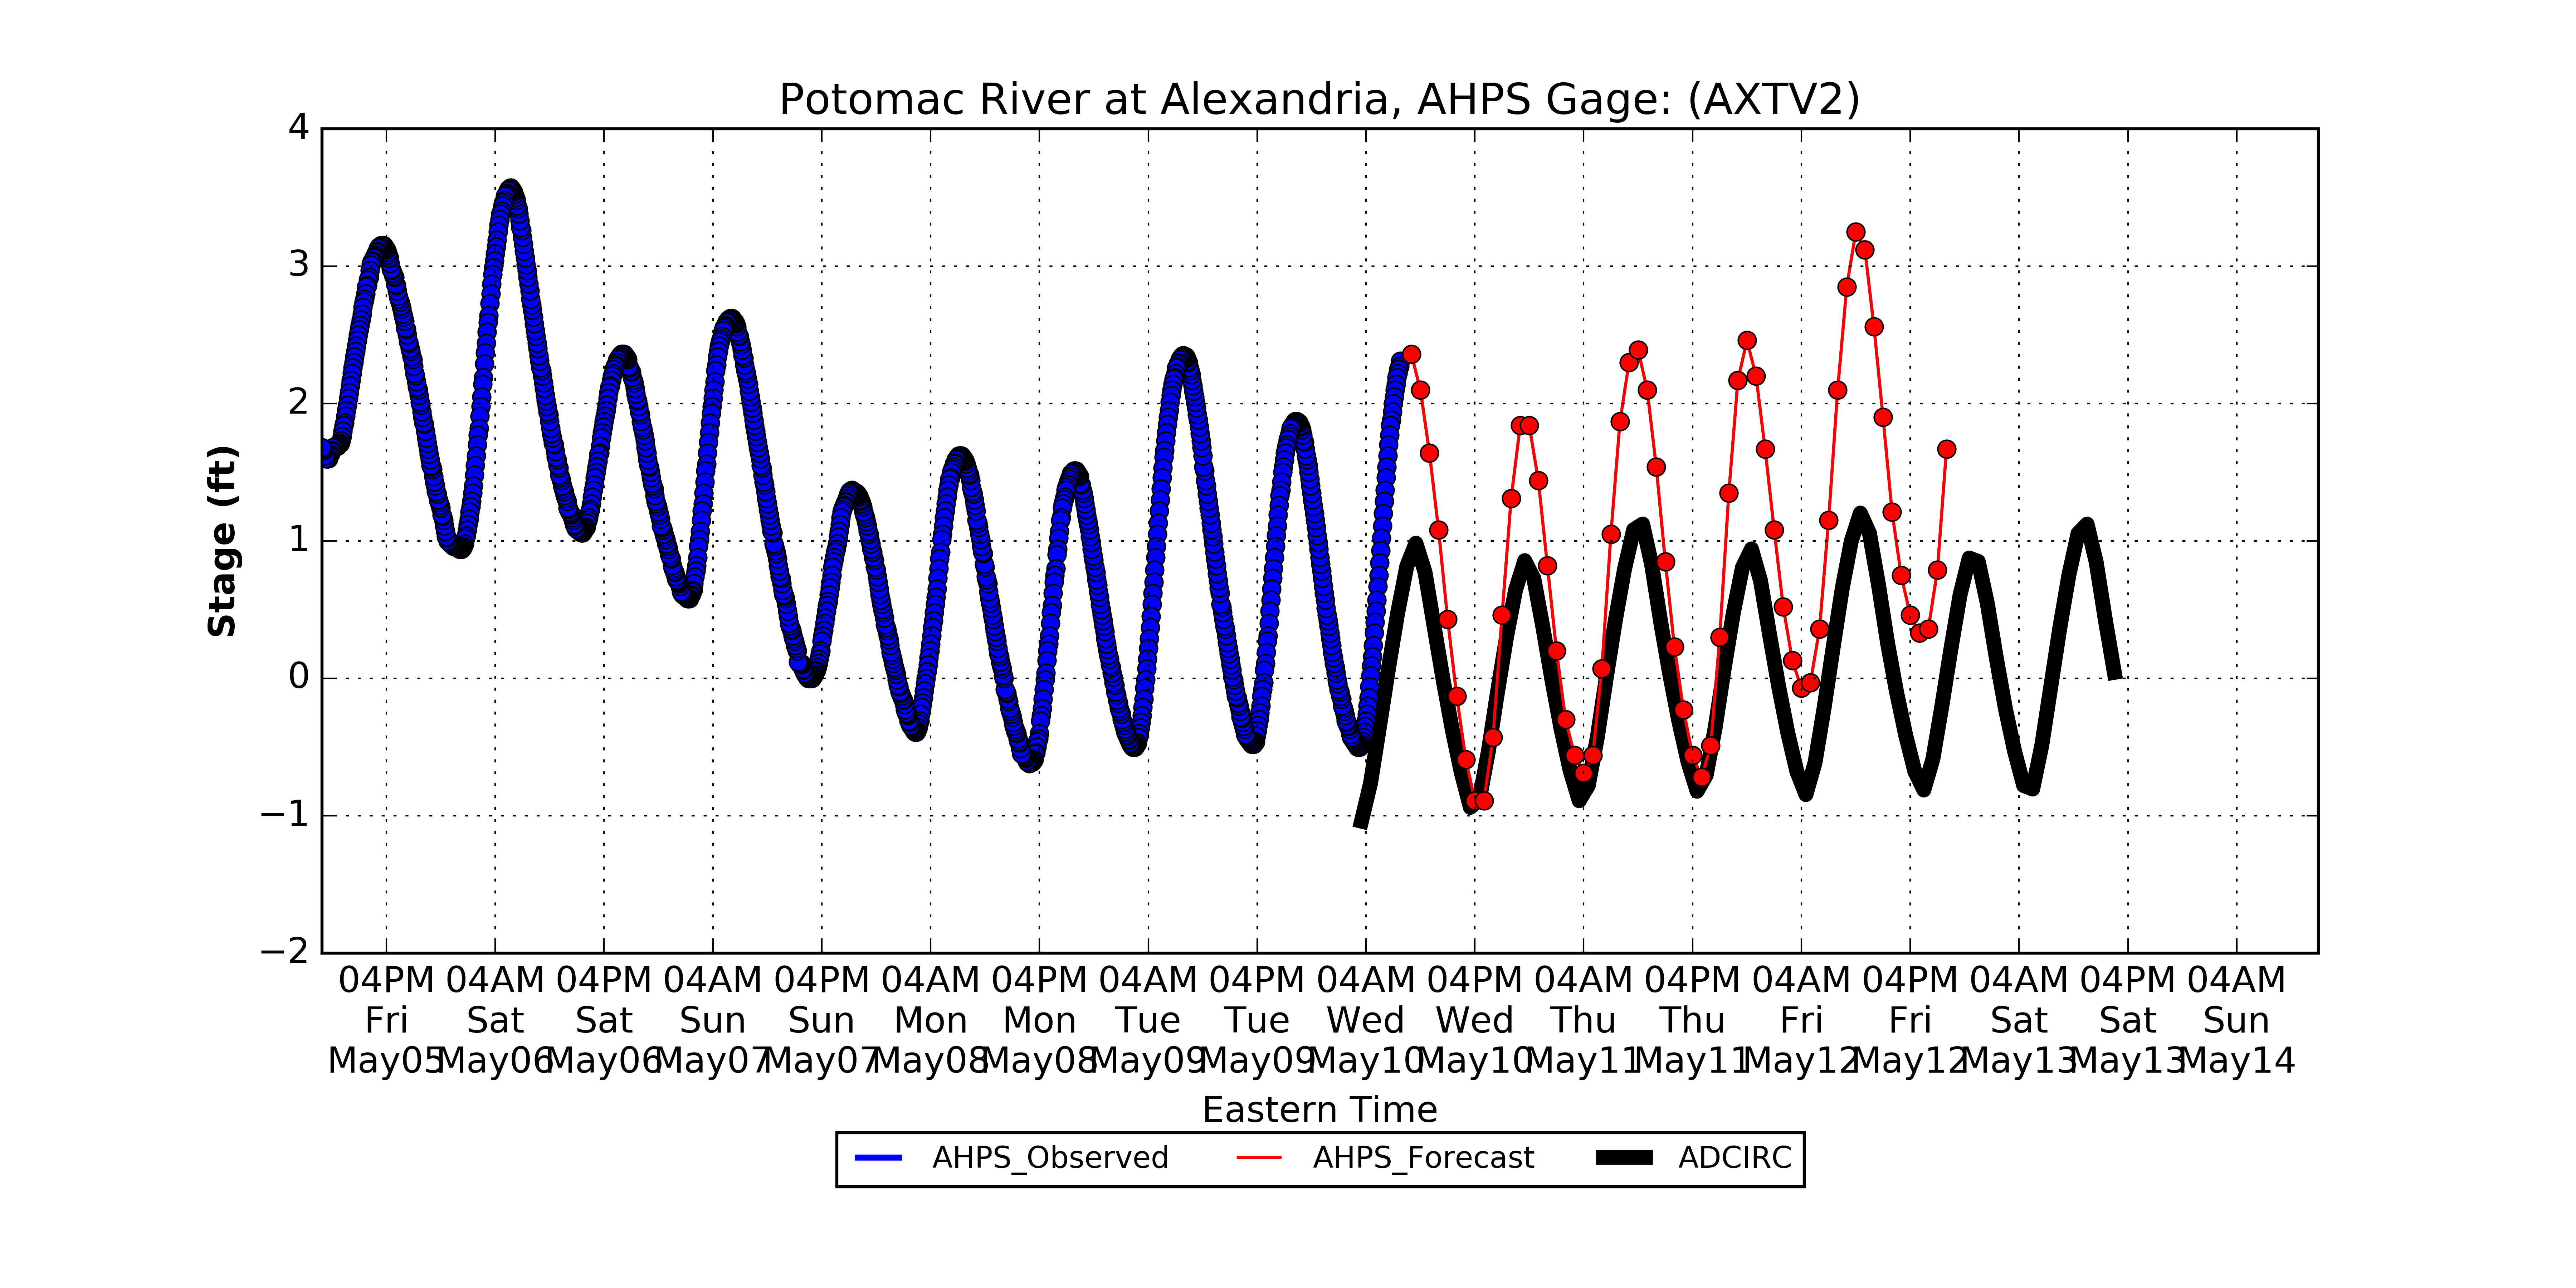 Potomac River at Alexandria, AHPS Gage: (AXTV2)
4
3
2
1
0
−1
−2
Stage (ft)
04PM 04AM 04PM 04AM 04PM 04AM 04PM 04AM 04PM 04AM 04PM 04AM 04PM 04AM 04PM 04AM 04PM 04AM
Fri Sat Sat Sun Sun Mon Mon Tue Tue Wed Wed Thu Thu Fri Fri Sat Sat Sun
May05 May06 May06 May07 May07 May08 May08 May09 May09 May10 May10 May11 May11 May12 May12 May13 May13 May14
Eastern Time
AHPS_Observed AHPS_Forecast ADCIRC